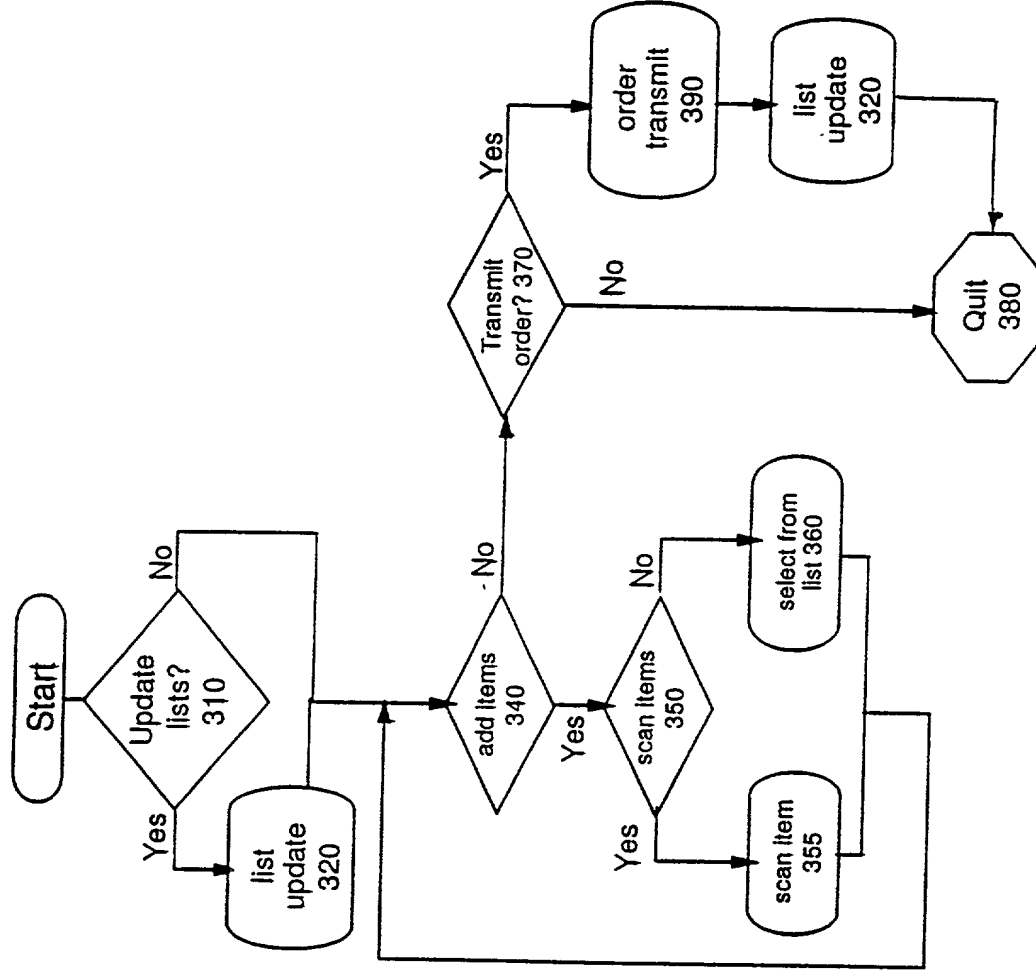 Start
Update
lists?
310
Yes
No
list
update
320
add items
340
No
Yes
scan items
350
Yes
No
scan item
355
select from
list 360
Transmit
order? 370
Yes
No
order
transmit
390
list
update
320
Quit
380